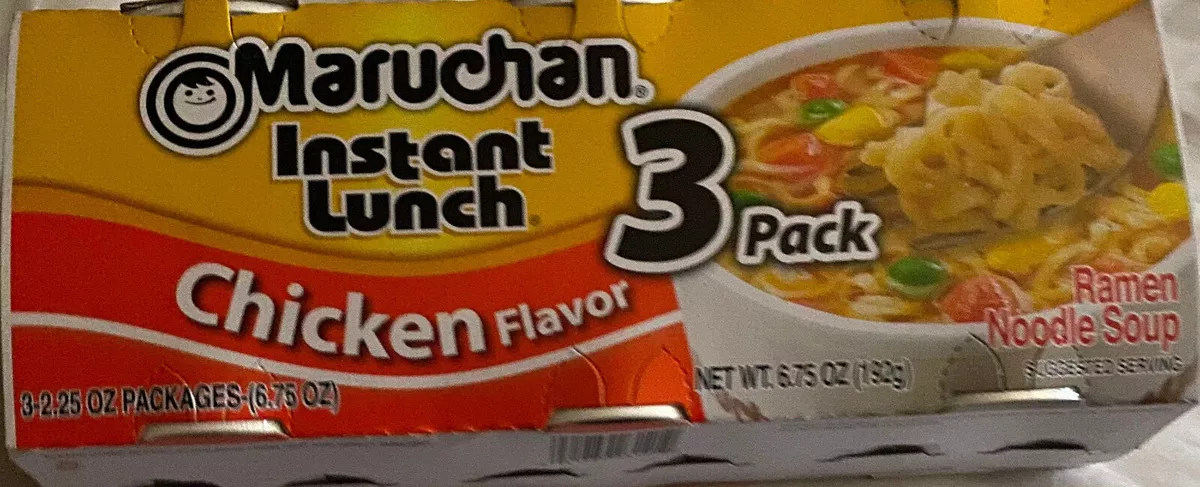 Maruchan®
Instant
Lunch®
3 Pack
Chicken Flavor
Ramen
Noodle Soup
SUGGESTED SERVING
3-2.25 OZ PACKAGES-(6.75 OZ)
NET WT. 6.75 OZ (192g)